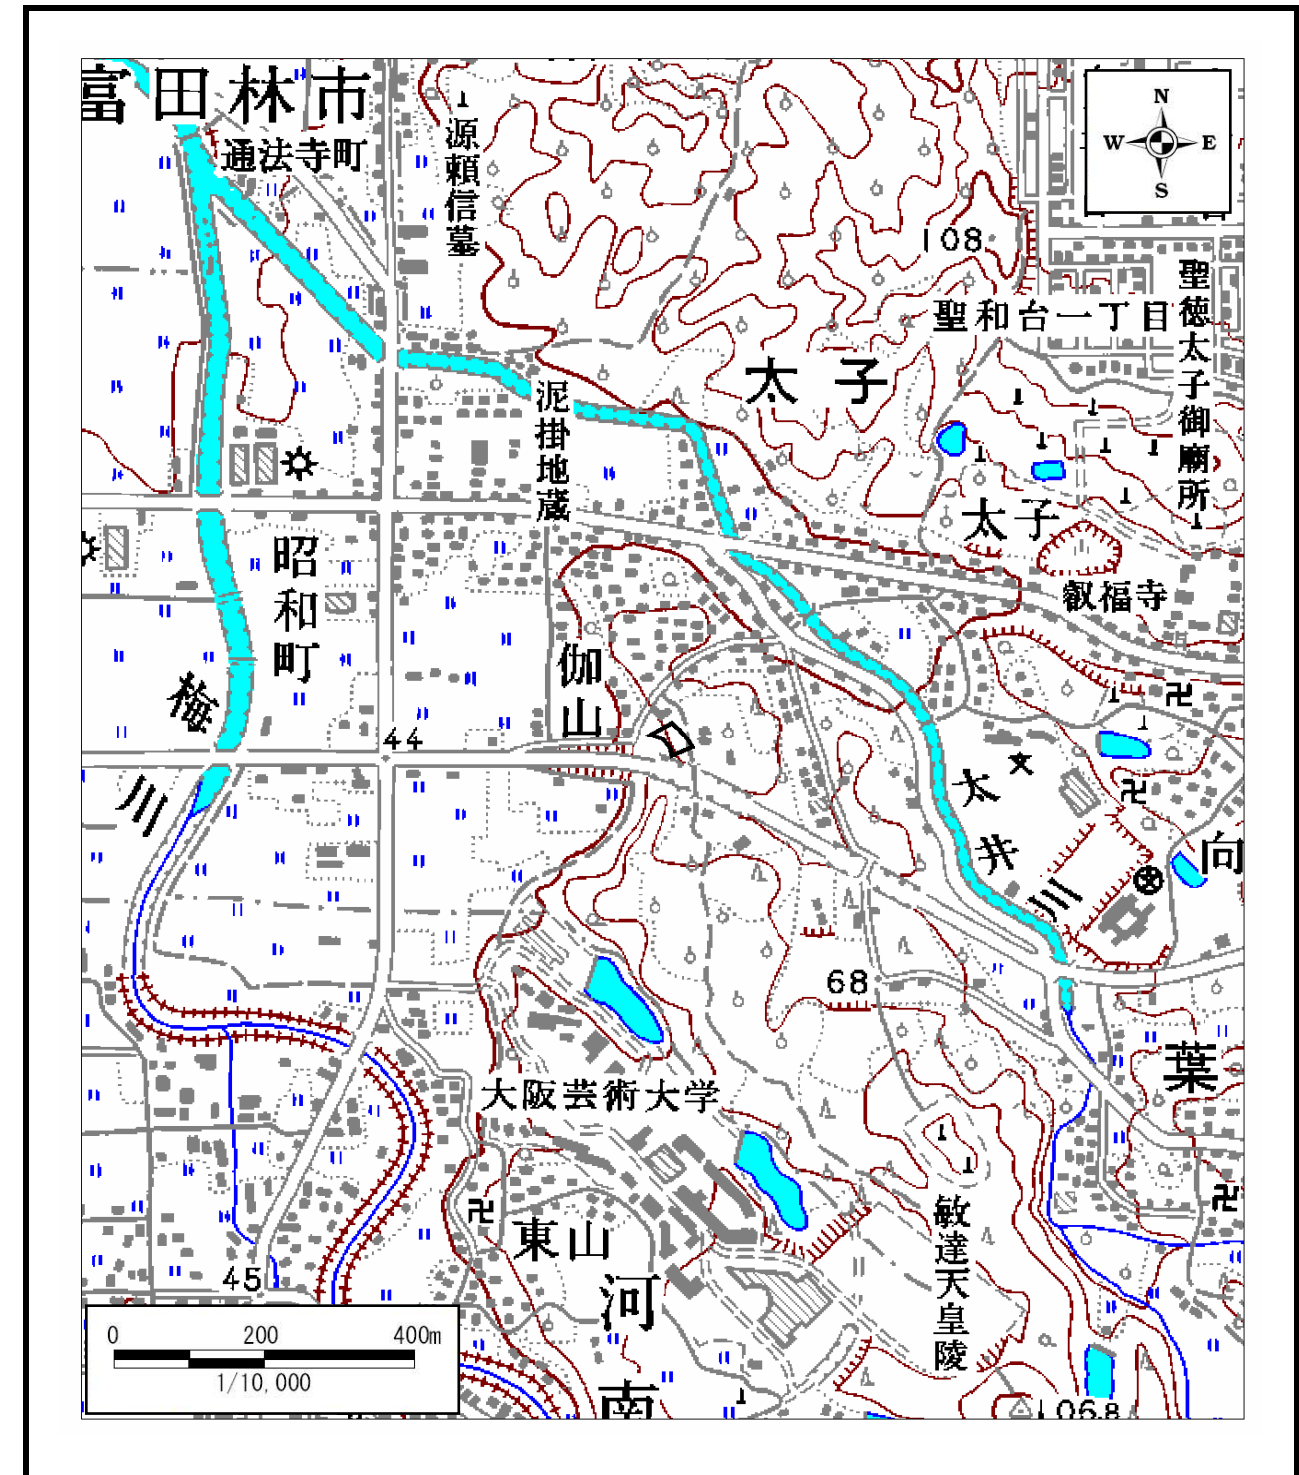 富田林市
通法寺町
源頼信墓
N
W
E
S
108
聖和台一丁目
聖徳太子御廟所
太子
泥掛地蔵
太子
昭和町
叡福寺
伽山
梅川
44
太井川
向
68
葉
大阪芸術大学
敏達天皇陵
東山
45
河南
0 200 400m
1/10,000
106.8